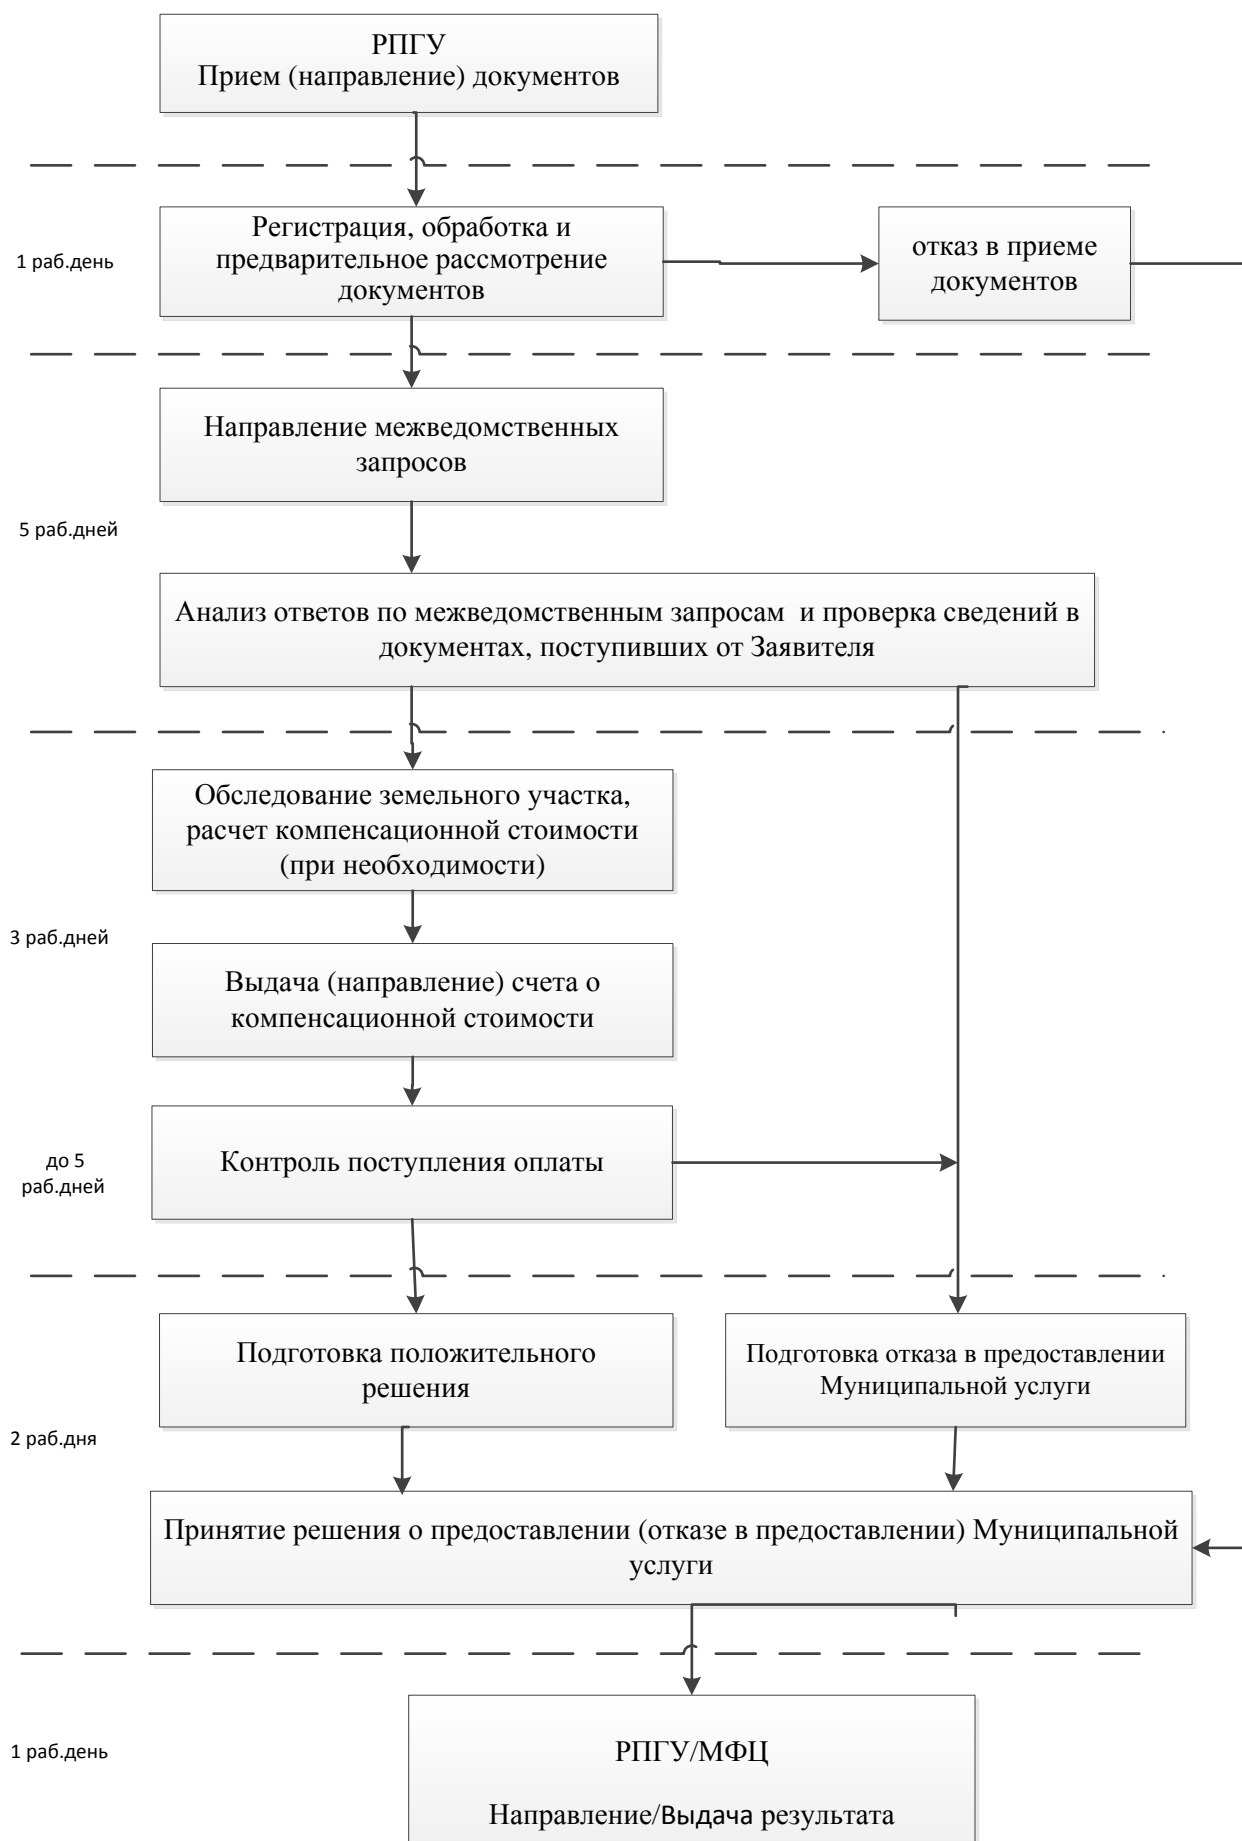 РПГУ
Прием (направление) документов
1 раб.день
Регистрация, обработка и
предварительное рассмотрение
документов
отказ в приеме
документов
Направление межведомственных
запросов
5 раб.дней
Анализ ответов по межведомственным запросам  и проверка сведений в
документах, поступивших от Заявителя
Обследование земельного участка,
расчет компенсационной стоимости
(при необходимости)
3 раб.дней
Выдача (направление) счета о
компенсационной стоимости
до 5
раб.дней
Контроль поступления оплаты
Подготовка положительного
решения
Подготовка отказа в предоставлении
Муниципальной услуги
2 раб.дня
Принятие решения о предоставлении (отказе в предоставлении) Муниципальной
услуги
1 раб.день
РПГУ/МФЦ
Направление/Выдача результата